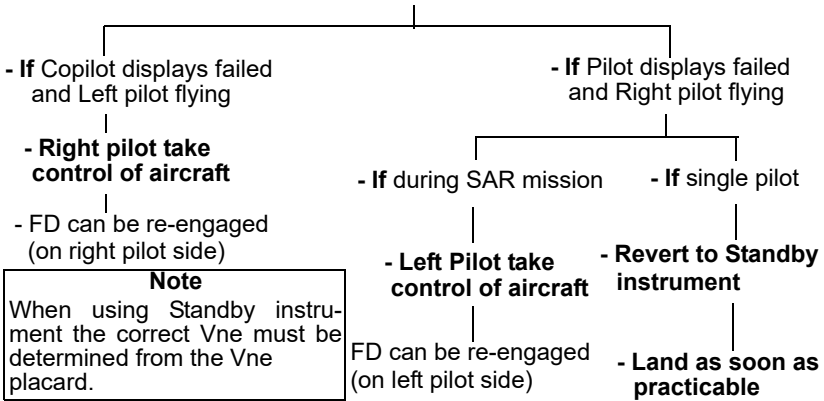 - If Copilot displays failed
and Left pilot flying
- Right pilot take
control of aircraft
- FD can be re-engaged
(on right pilot side)
Note
When using Standby instru-
ment the correct Vne must be
determined from the Vne
placard.
- If Pilot displays failed
and Right pilot flying
- If during SAR mission
- Left Pilot take
control of aircraft
FD can be re-engaged
(on left pilot side)
- If single pilot
- Revert to Standby
instrument
- Land as soon as
practicable